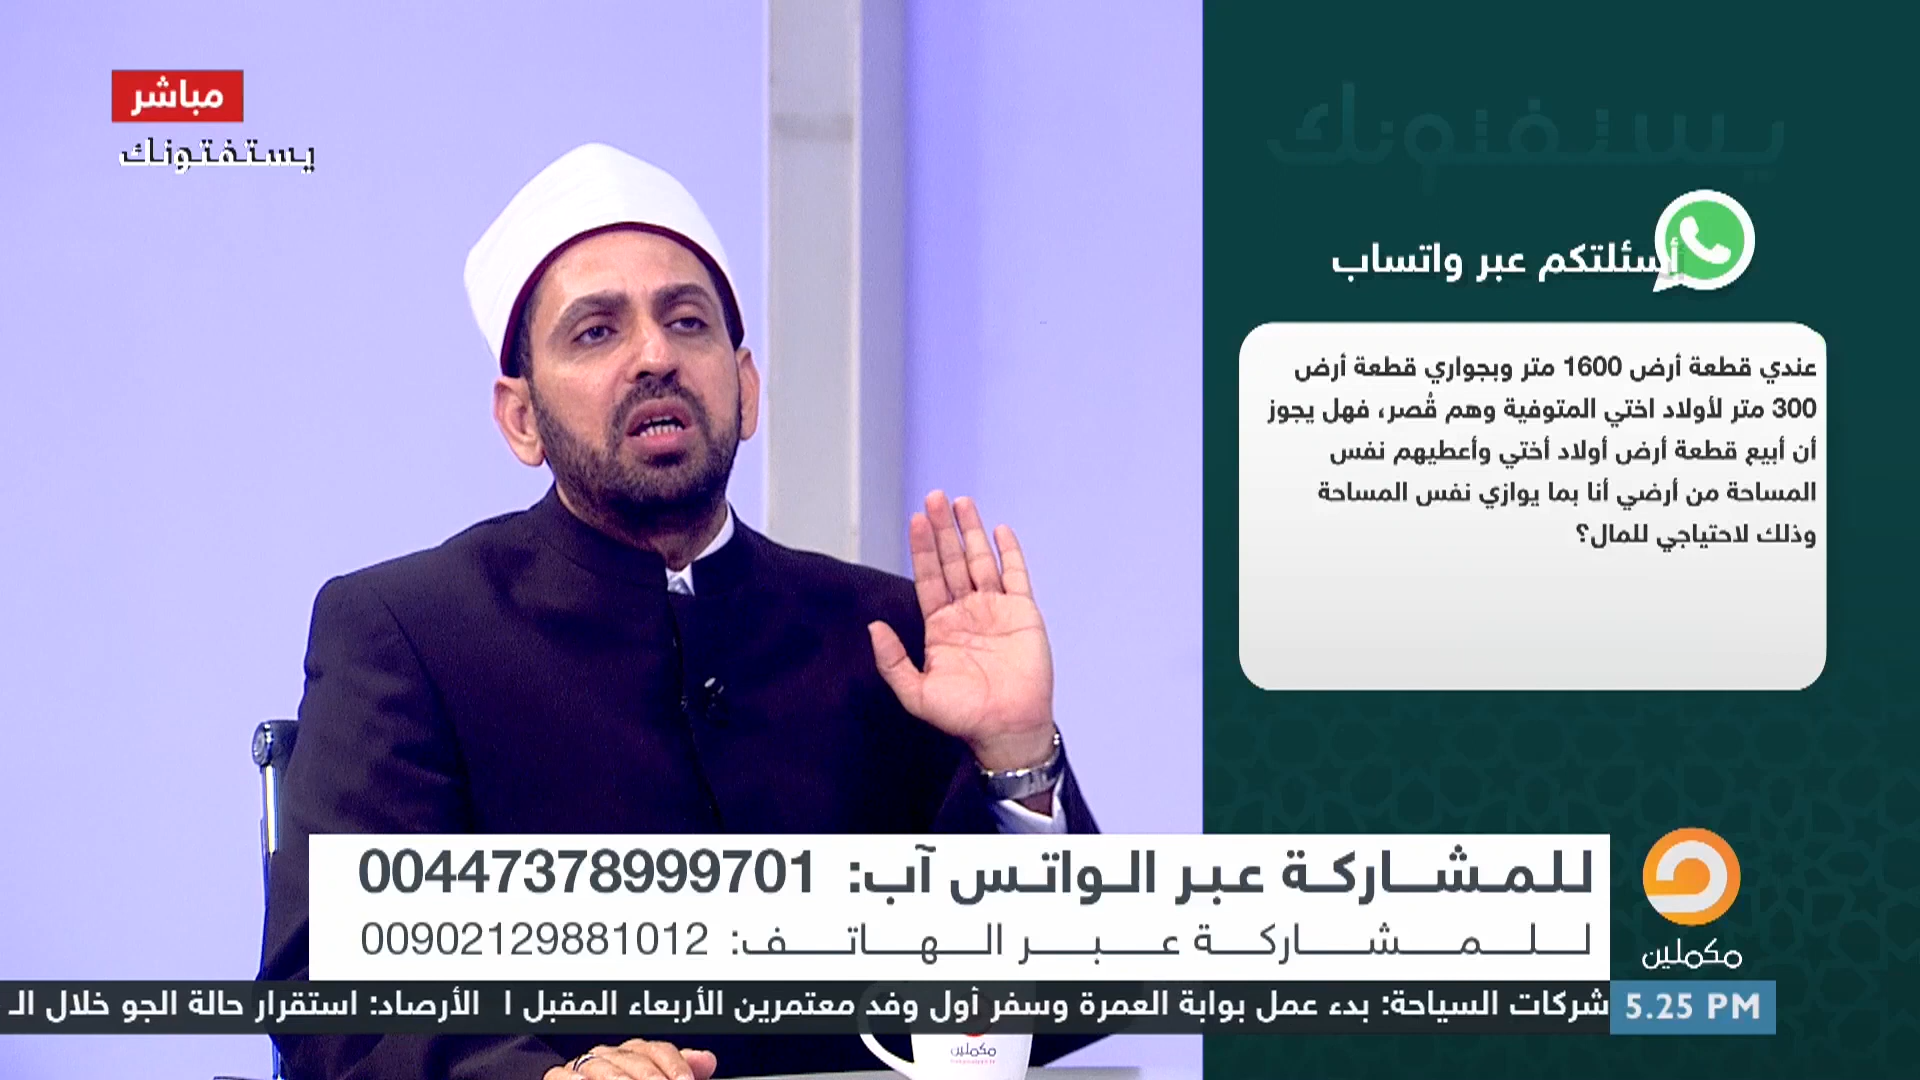 مباشر
يستفتونك
يستفتونك
أسئلتكم عبر واتساب
عندي قطعة أرض 1600 متر وبجواري قطعة أرض
300 متر لأولاد اختي المتوفية وهم قُصر، فهل يجوز
أن أبيع قطعة أرض أولاد أختي وأعطيهم نفس
المساحة من أرضي أنا بما يوازي نفس المساحة
وذلك لاحتياجي للمال؟
للمشاركة عبر الواتس آب: 00447378999701
للمشاركة عبر الهاتف: 00902129881012
مكملين
شركات السياحة: بدء عمل بوابة العمرة وسفر أول وفد معتمرين الأربعاء المقبل ا الأرصاد: استقرار حالة الجو خلال الـ
5.25 PM
مكملين